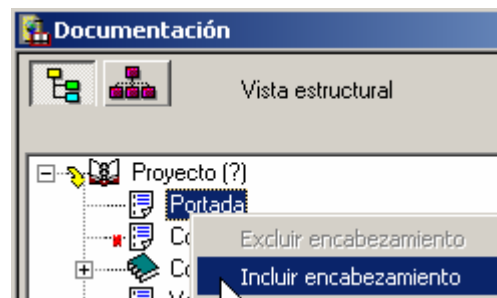 Documentación
Vista estructural
Proyecto (?)
Portada
Excluir encabezamiento
Incluir encabezamiento